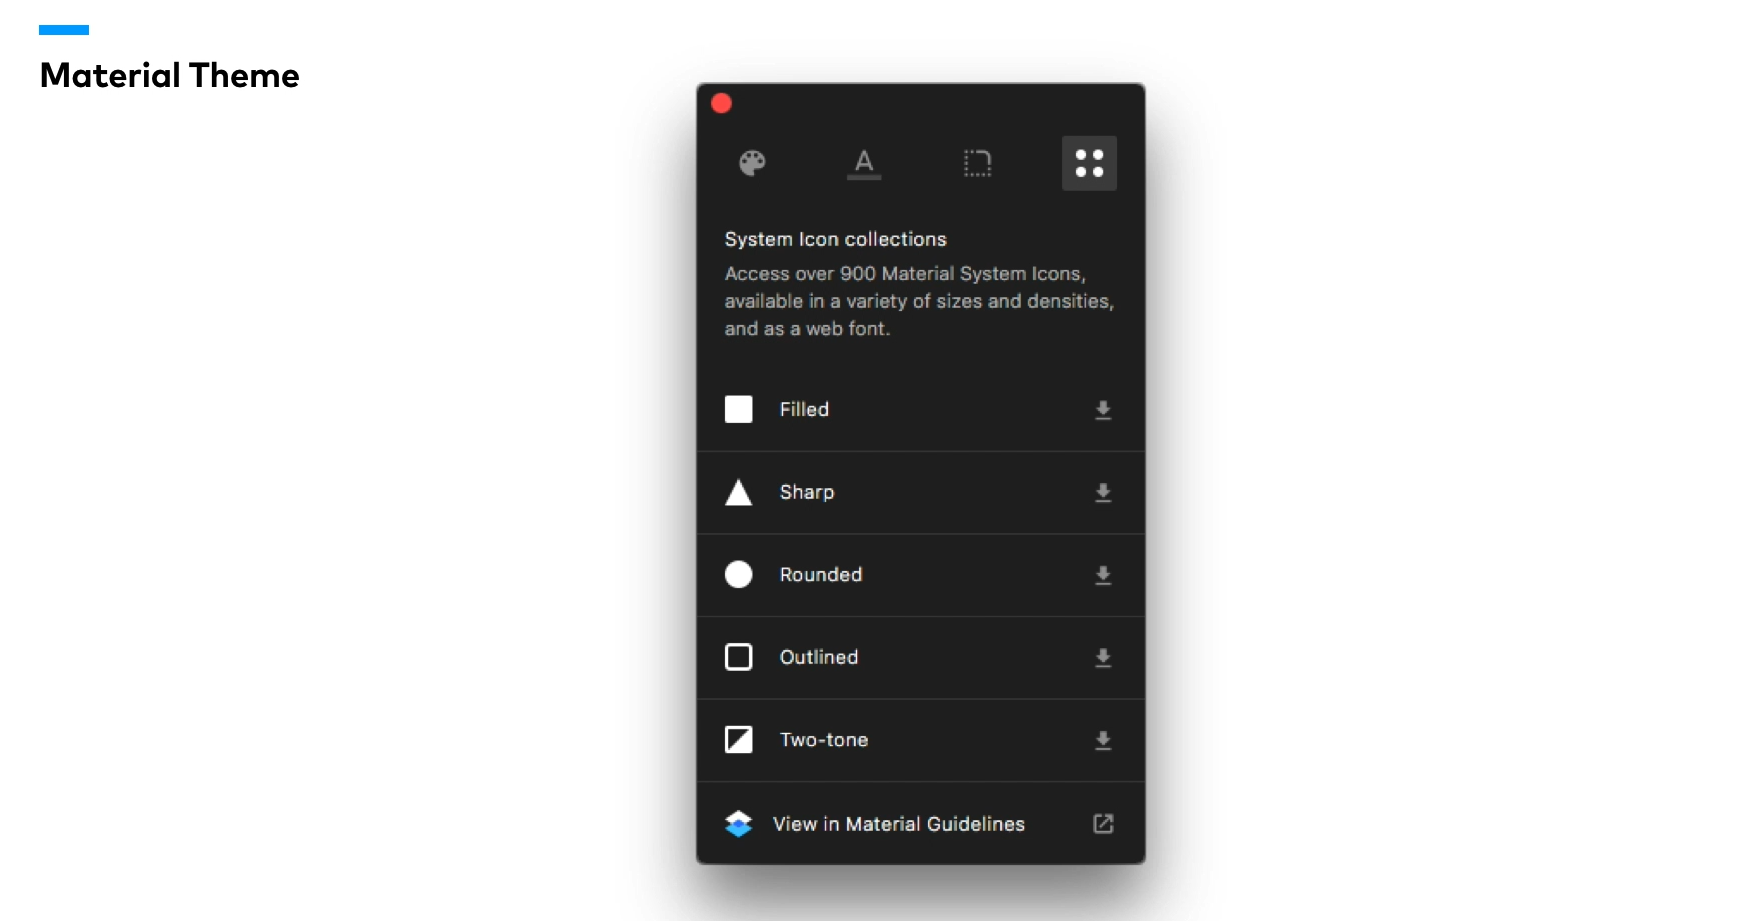 Material Theme
A
System Icon collections
Access over 900 Material System Icons,
available in a variety of sizes and densities,
and as a web font.
Filled
Sharp
Rounded
Outlined
Two-tone
View in Material Guidelines